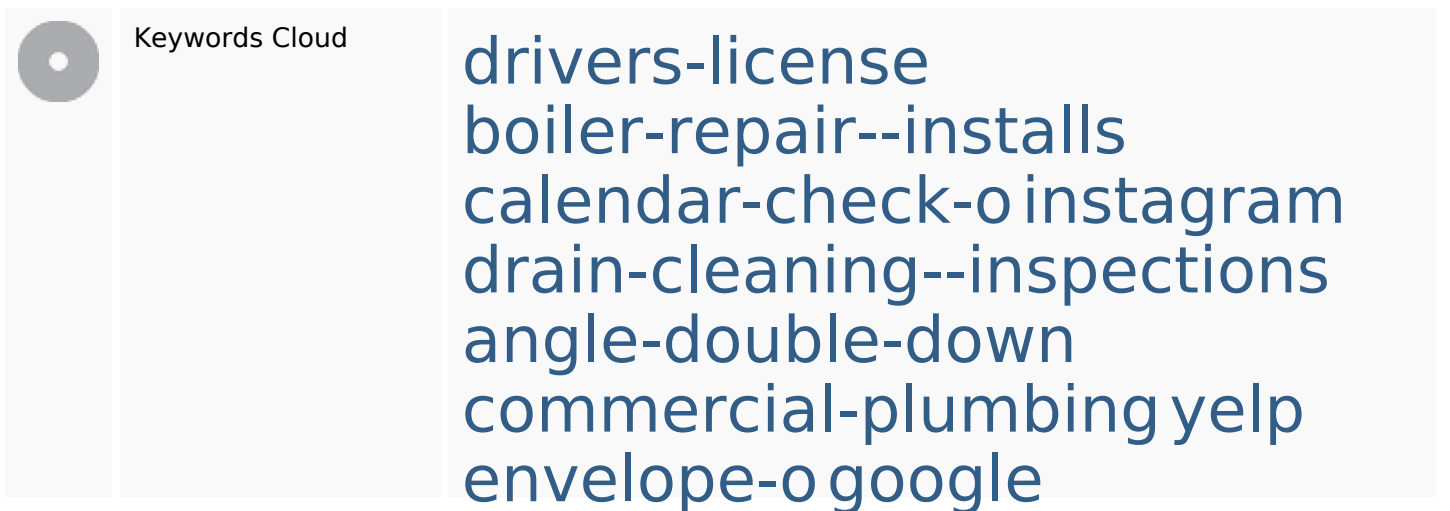 Keywords Cloud
drivers-license
boiler-repair--installs
calendar-check-o instagram
drain-cleaning--inspections
angle-double-down
commercial-plumbing yelp
envelope-o google